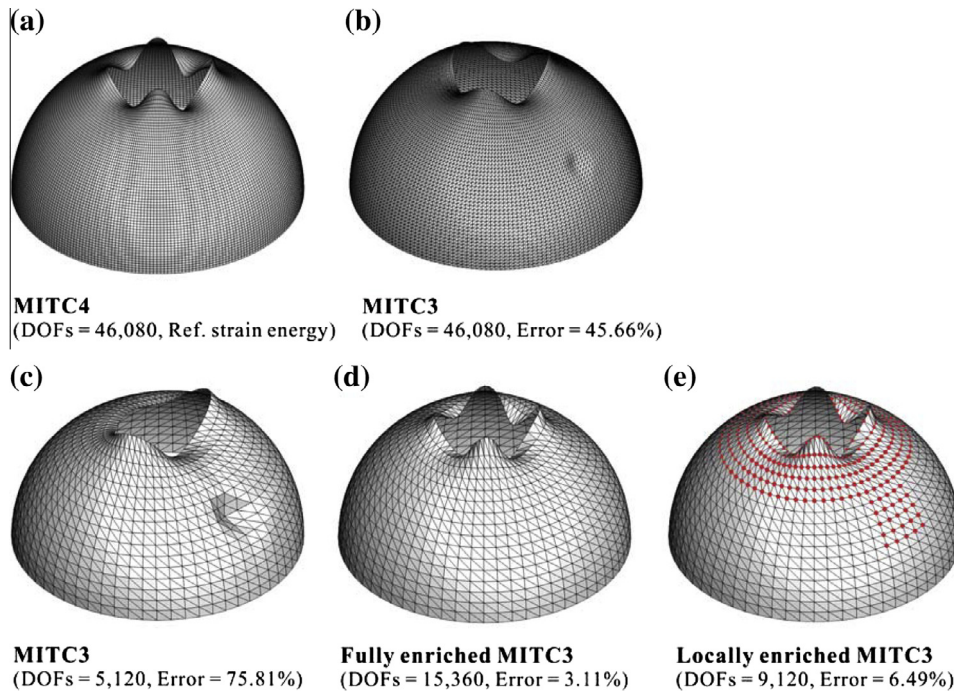 (a)
(b)
MITC4
(DOFs = 46,080, Ref. strain energy)
MITC3
(DOFs = 46,080, Error = 45.66%)
(c)
(d)
(e)
MITC3
(DOFs = 5,120, Error = 75.81%)
Fully enriched MITC3
(DOFs = 15,360, Error = 3.11%)
Locally enriched MITC3
(DOFs = 9,120, Error = 6.49%)